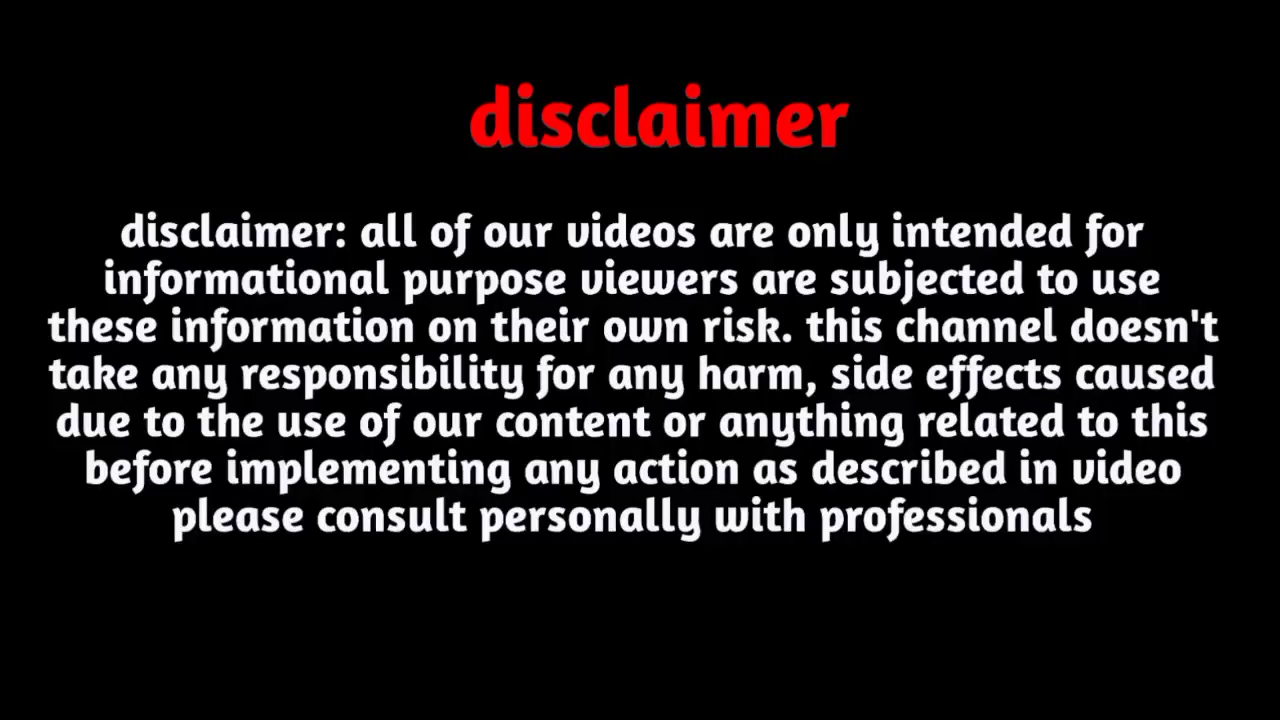 disclaimer
disclaimer: all of our videos are only intended for
informational purpose viewers are subjected to use
these information on their own risk. this channel doesn't
take any responsibility for any harm, side effects caused
due to the use of our content or anything related to this
before implementing any action as described in video
please consult personally with professionals